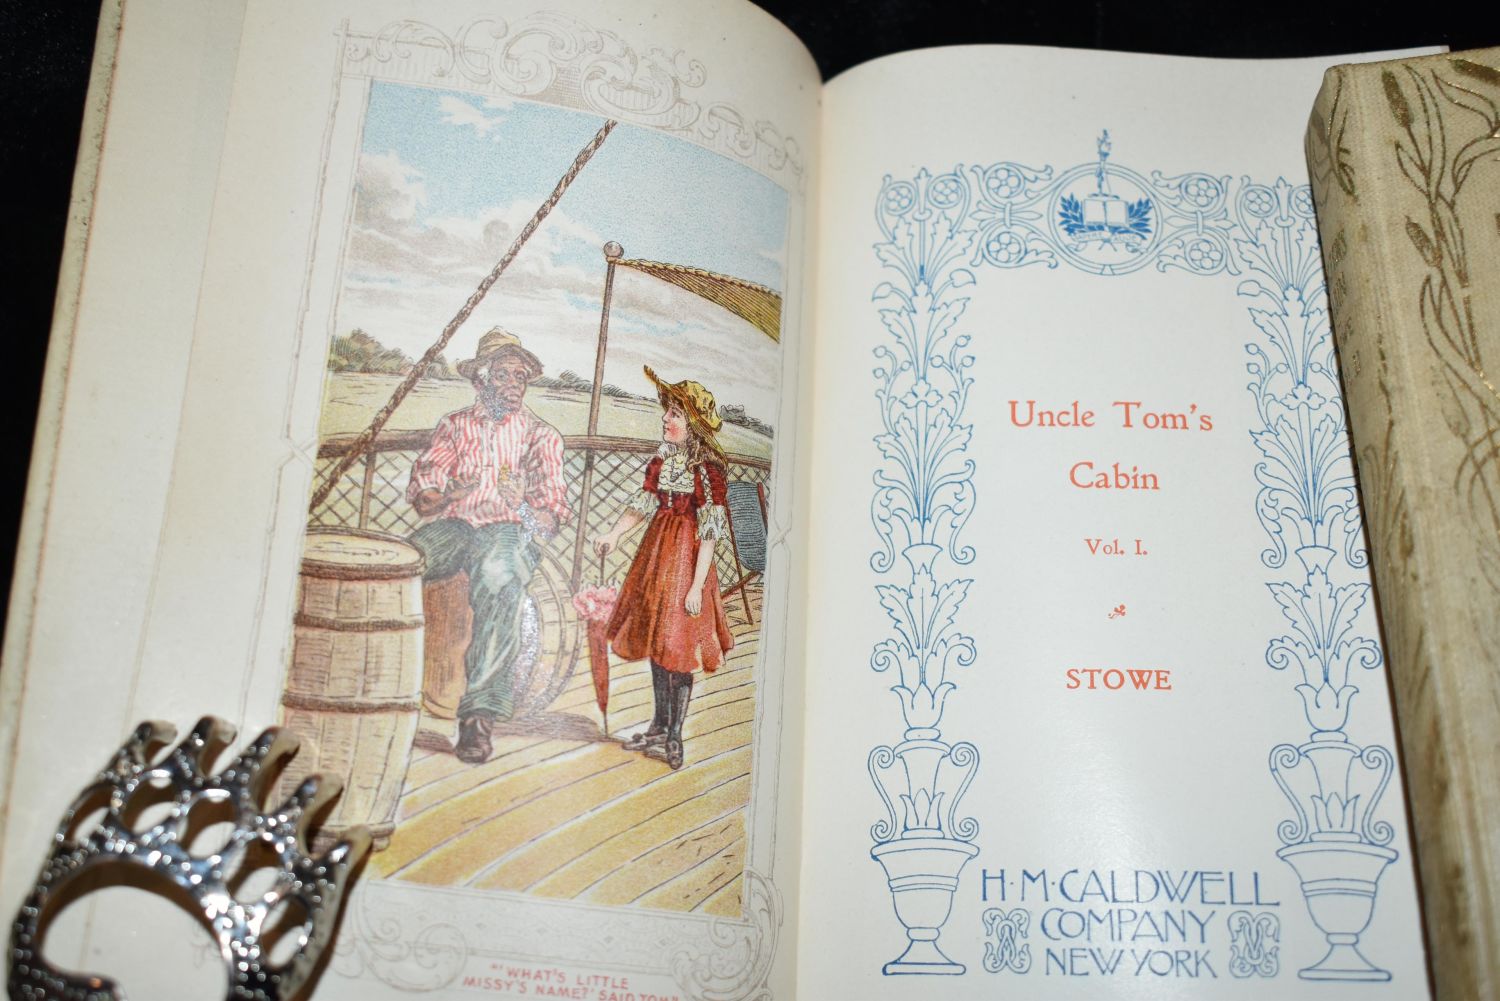 "'WHAT'S LITTLE
MISSY'S NAME?' SAID TOM"
Uncle Tom's
Cabin
Vol. I.
STOWE
H·M·CALDWELL
COMPANY
NEW YORK